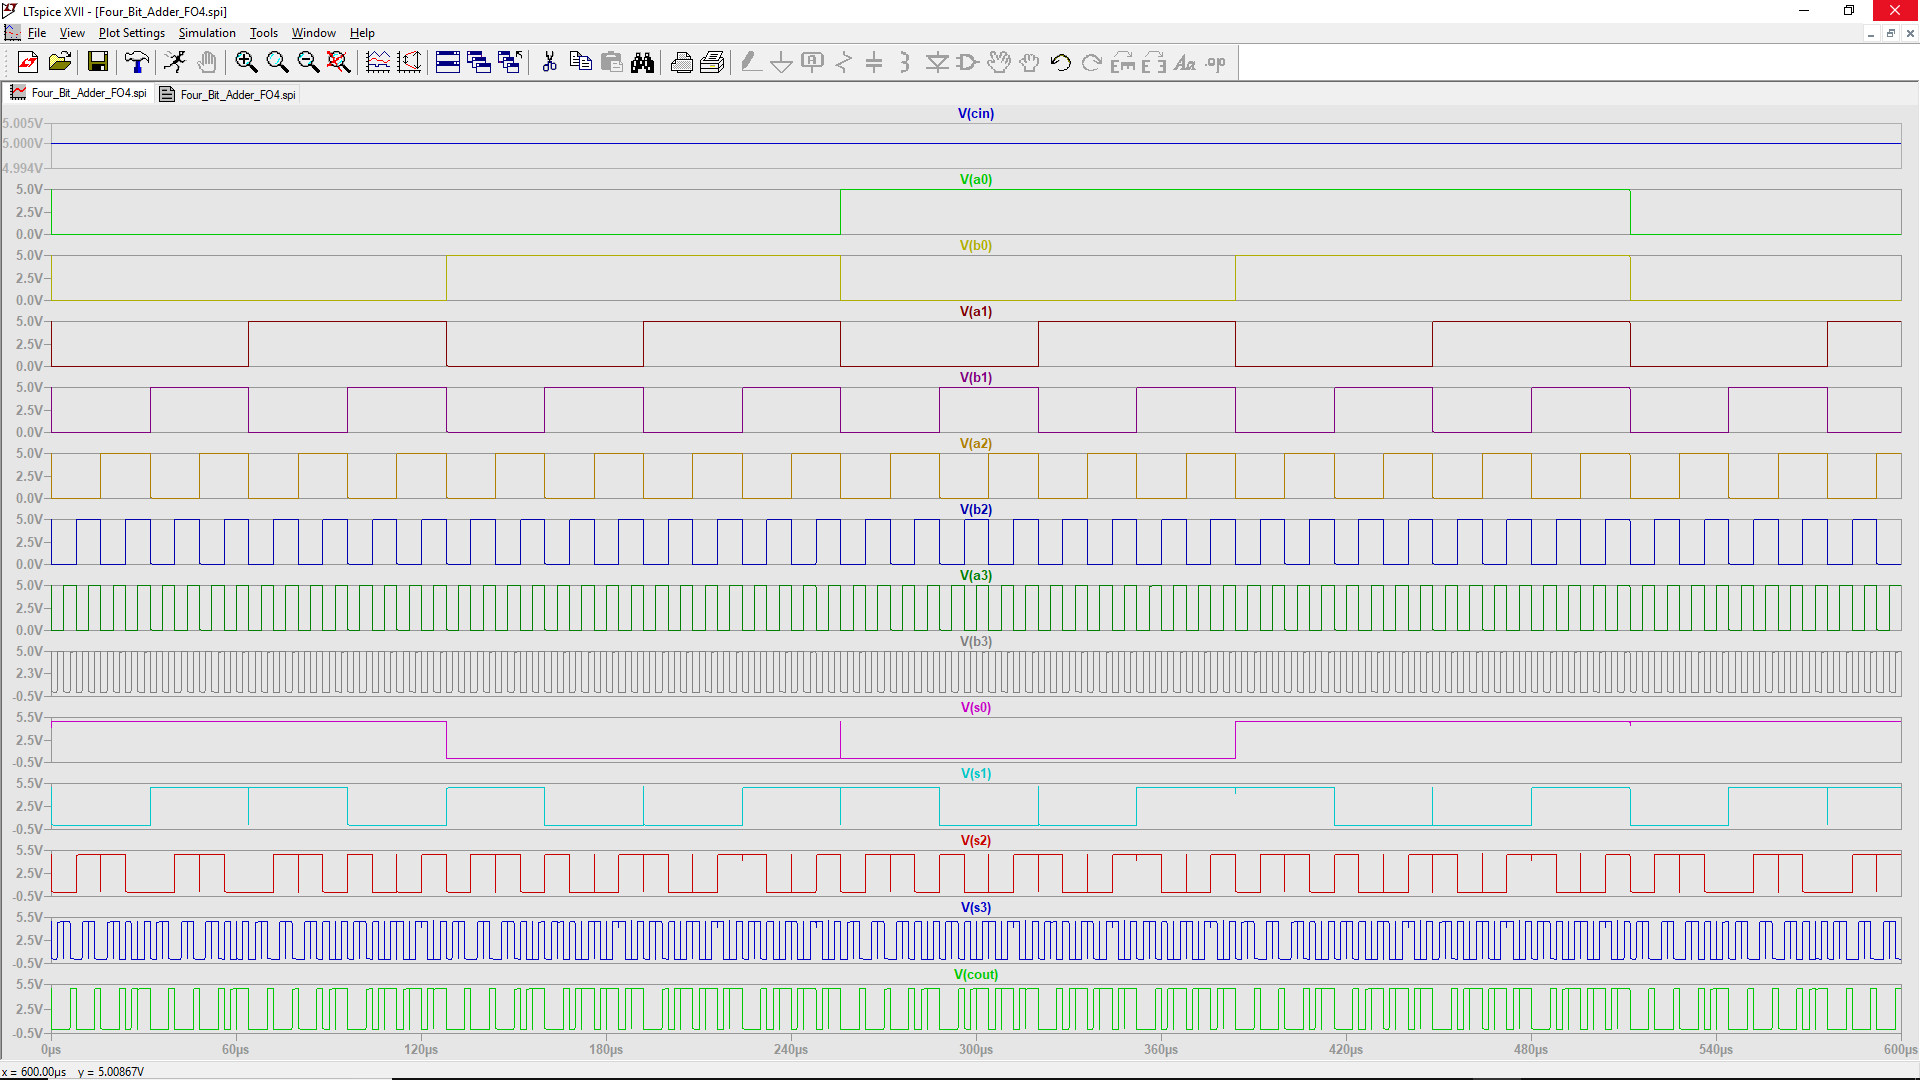 LTspice XVII - [Four_Bit_Adder_FO4.spi]
File View Plot Settings Simulation Tools Window Help
Four_Bit_Adder_FO4.spi Four_Bit_Adder_FO4.spi
V(cin)
5.005V
5.000V
4.994V
V(a0)
5.0V
2.5V
0.0V
V(b0)
5.0V
2.5V
0.0V
V(a1)
5.0V
2.5V
0.0V
V(b1)
5.0V
2.5V
0.0V
V(a2)
5.0V
2.5V
0.0V
V(b2)
5.0V
2.5V
0.0V
V(a3)
5.0V
2.5V
0.0V
V(b3)
5.0V
2.3V
-0.5V
V(s0)
5.5V
2.5V
-0.5V
V(s1)
5.5V
2.5V
-0.5V
V(s2)
5.5V
2.5V
-0.5V
V(s3)
5.5V
2.5V
-0.5V
V(cout)
5.5V
2.5V
-0.5V
0µs 60µs 120µs 180µs 240µs 300µs 360µs 420µs 480µs 540µs 600µs
x = 600.00µs y = 5.00867V